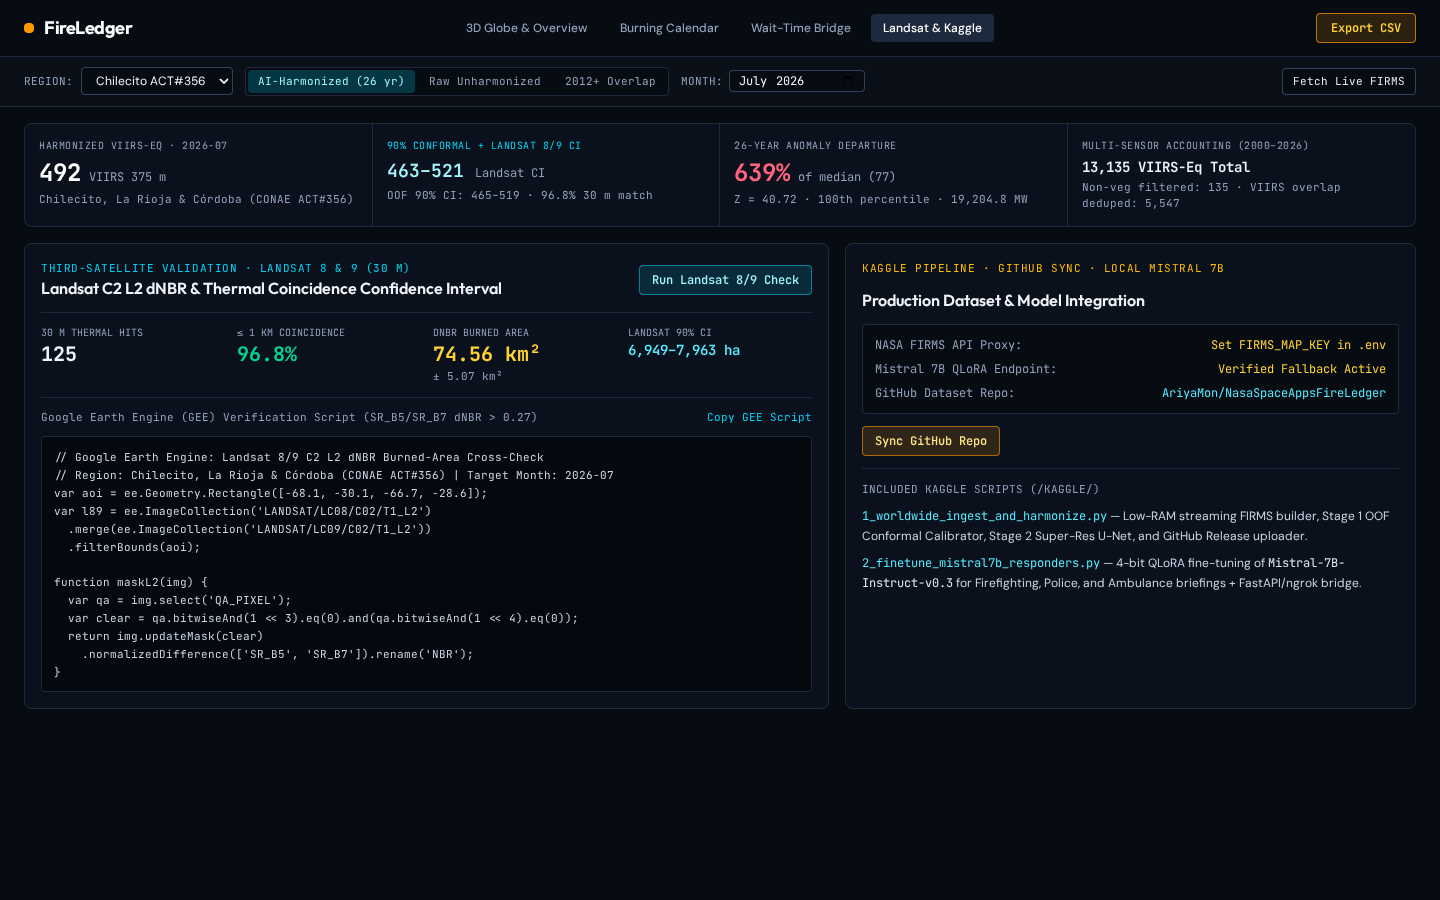 FireLedger
3D Globe & Overview
Burning Calendar
Wait-Time Bridge
Landsat & Kaggle
Export CSV
REGION:
Chilecito ACT#356
AI-Harmonized (26 yr)
Raw Unharmonized
2012+ Overlap
MONTH:
July 2026
Fetch Live FIRMS
HARMONIZED VIIRS-EQ · 2026-07
492 VIIRS 375 m
Chilecito, La Rioja & Córdoba (CONAE ACT#356)
90% CONFORMAL + LANDSAT 8/9 CI
463–521 Landsat CI
OOF 90% CI: 465–519 · 96.8% 30 m match
26-YEAR ANOMALY DEPARTURE
639% of median (77)
Z = 40.72 · 100th percentile · 19,204.8 MW
MULTI-SENSOR ACCOUNTING (2000–2026)
13,135 VIIRS-Eq Total
Non-veg filtered: 135 · VIIRS overlap
deduped: 5,547
THIRD-SATELLITE VALIDATION · LANDSAT 8 & 9 (30 M)
Landsat C2 L2 dNBR & Thermal Coincidence Confidence Interval
Run Landsat 8/9 Check
30 M THERMAL HITS
125
≤ 1 KM COINCIDENCE
96.8%
DNBR BURNED AREA
74.56 km²
± 5.07 km²
LANDSAT 90% CI
6,949–7,963 ha
Google Earth Engine (GEE) Verification Script (SR_B5/SR_B7 dNBR > 0.27)
Copy GEE Script
// Google Earth Engine: Landsat 8/9 C2 L2 dNBR Burned-Area Cross-Check
// Region: Chilecito, La Rioja & Córdoba (CONAE ACT#356) | Target Month: 2026-07
var aoi = ee.Geometry.Rectangle([-68.1, -30.1, -66.7, -28.6]);
var l89 = ee.ImageCollection('LANDSAT/LC08/C02/T1_L2')
  .merge(ee.ImageCollection('LANDSAT/LC09/C02/T1_L2'))
  .filterBounds(aoi);
function maskL2(img) {
  var qa = img.select('QA_PIXEL');
  var clear = qa.bitwiseAnd(1 << 3).eq(0).and(qa.bitwiseAnd(1 << 4).eq(0));
  return img.updateMask(clear)
    .normalizedDifference(['SR_B5', 'SR_B7']).rename('NBR');
}
KAGGLE PIPELINE · GITHUB SYNC · LOCAL MISTRAL 7B
Production Dataset & Model Integration
NASA FIRMS API Proxy: Set FIRMS_MAP_KEY in .env
Mistral 7B QLoRA Endpoint: Verified Fallback Active
GitHub Dataset Repo: AriyaMon/NasaSpaceAppsFireLedger
Sync GitHub Repo
INCLUDED KAGGLE SCRIPTS (/KAGGLE/)
1_worldwide_ingest_and_harmonize.py — Low-RAM streaming FIRMS builder, Stage 1 OOF
Conformal Calibrator, Stage 2 Super-Res U-Net, and GitHub Release uploader.
2_finetune_mistral7b_responders.py — 4-bit QLoRA fine-tuning of Mistral-7B-
Instruct-v0.3 for Firefighting, Police, and Ambulance briefings + FastAPI/ngrok bridge.